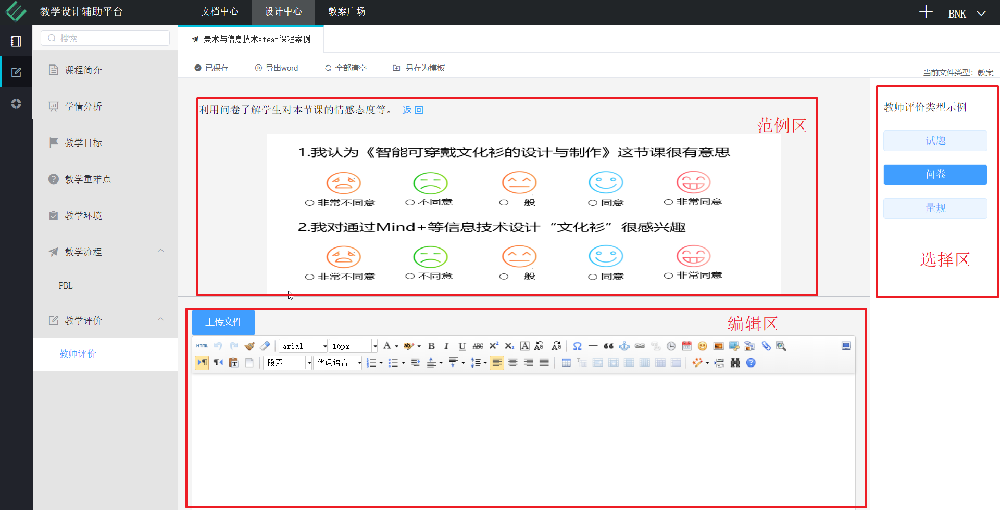 教学设计辅助平台
文档中心
设计中心
教案广场
BNK
搜索
美术与信息技术steam课程案例
已保存
导出word
全部清空
另存为模板
当前文件类型：教案
课程简介
学情分析
教学目标
教学重难点
教学环境
教学流程
PBL
教学评价
教师评价
利用问卷了解学生对本节课的情感态度等。 返回
范例区
1.我认为《智能可穿戴文化衫的设计与制作》这节课很有意思
非常不同意 不同意 一般 同意 非常同意
2.我对通过Mind+等信息技术设计“文化衫”很感兴趣
非常不同意 不同意 一般 同意 非常同意
教师评价类型示例
试题
问卷
量规
选择区
上传文件
编辑区
HTML arial 16px A ab B I U ABC X² X₂ A Aa Aa Ω
段落 代码语言